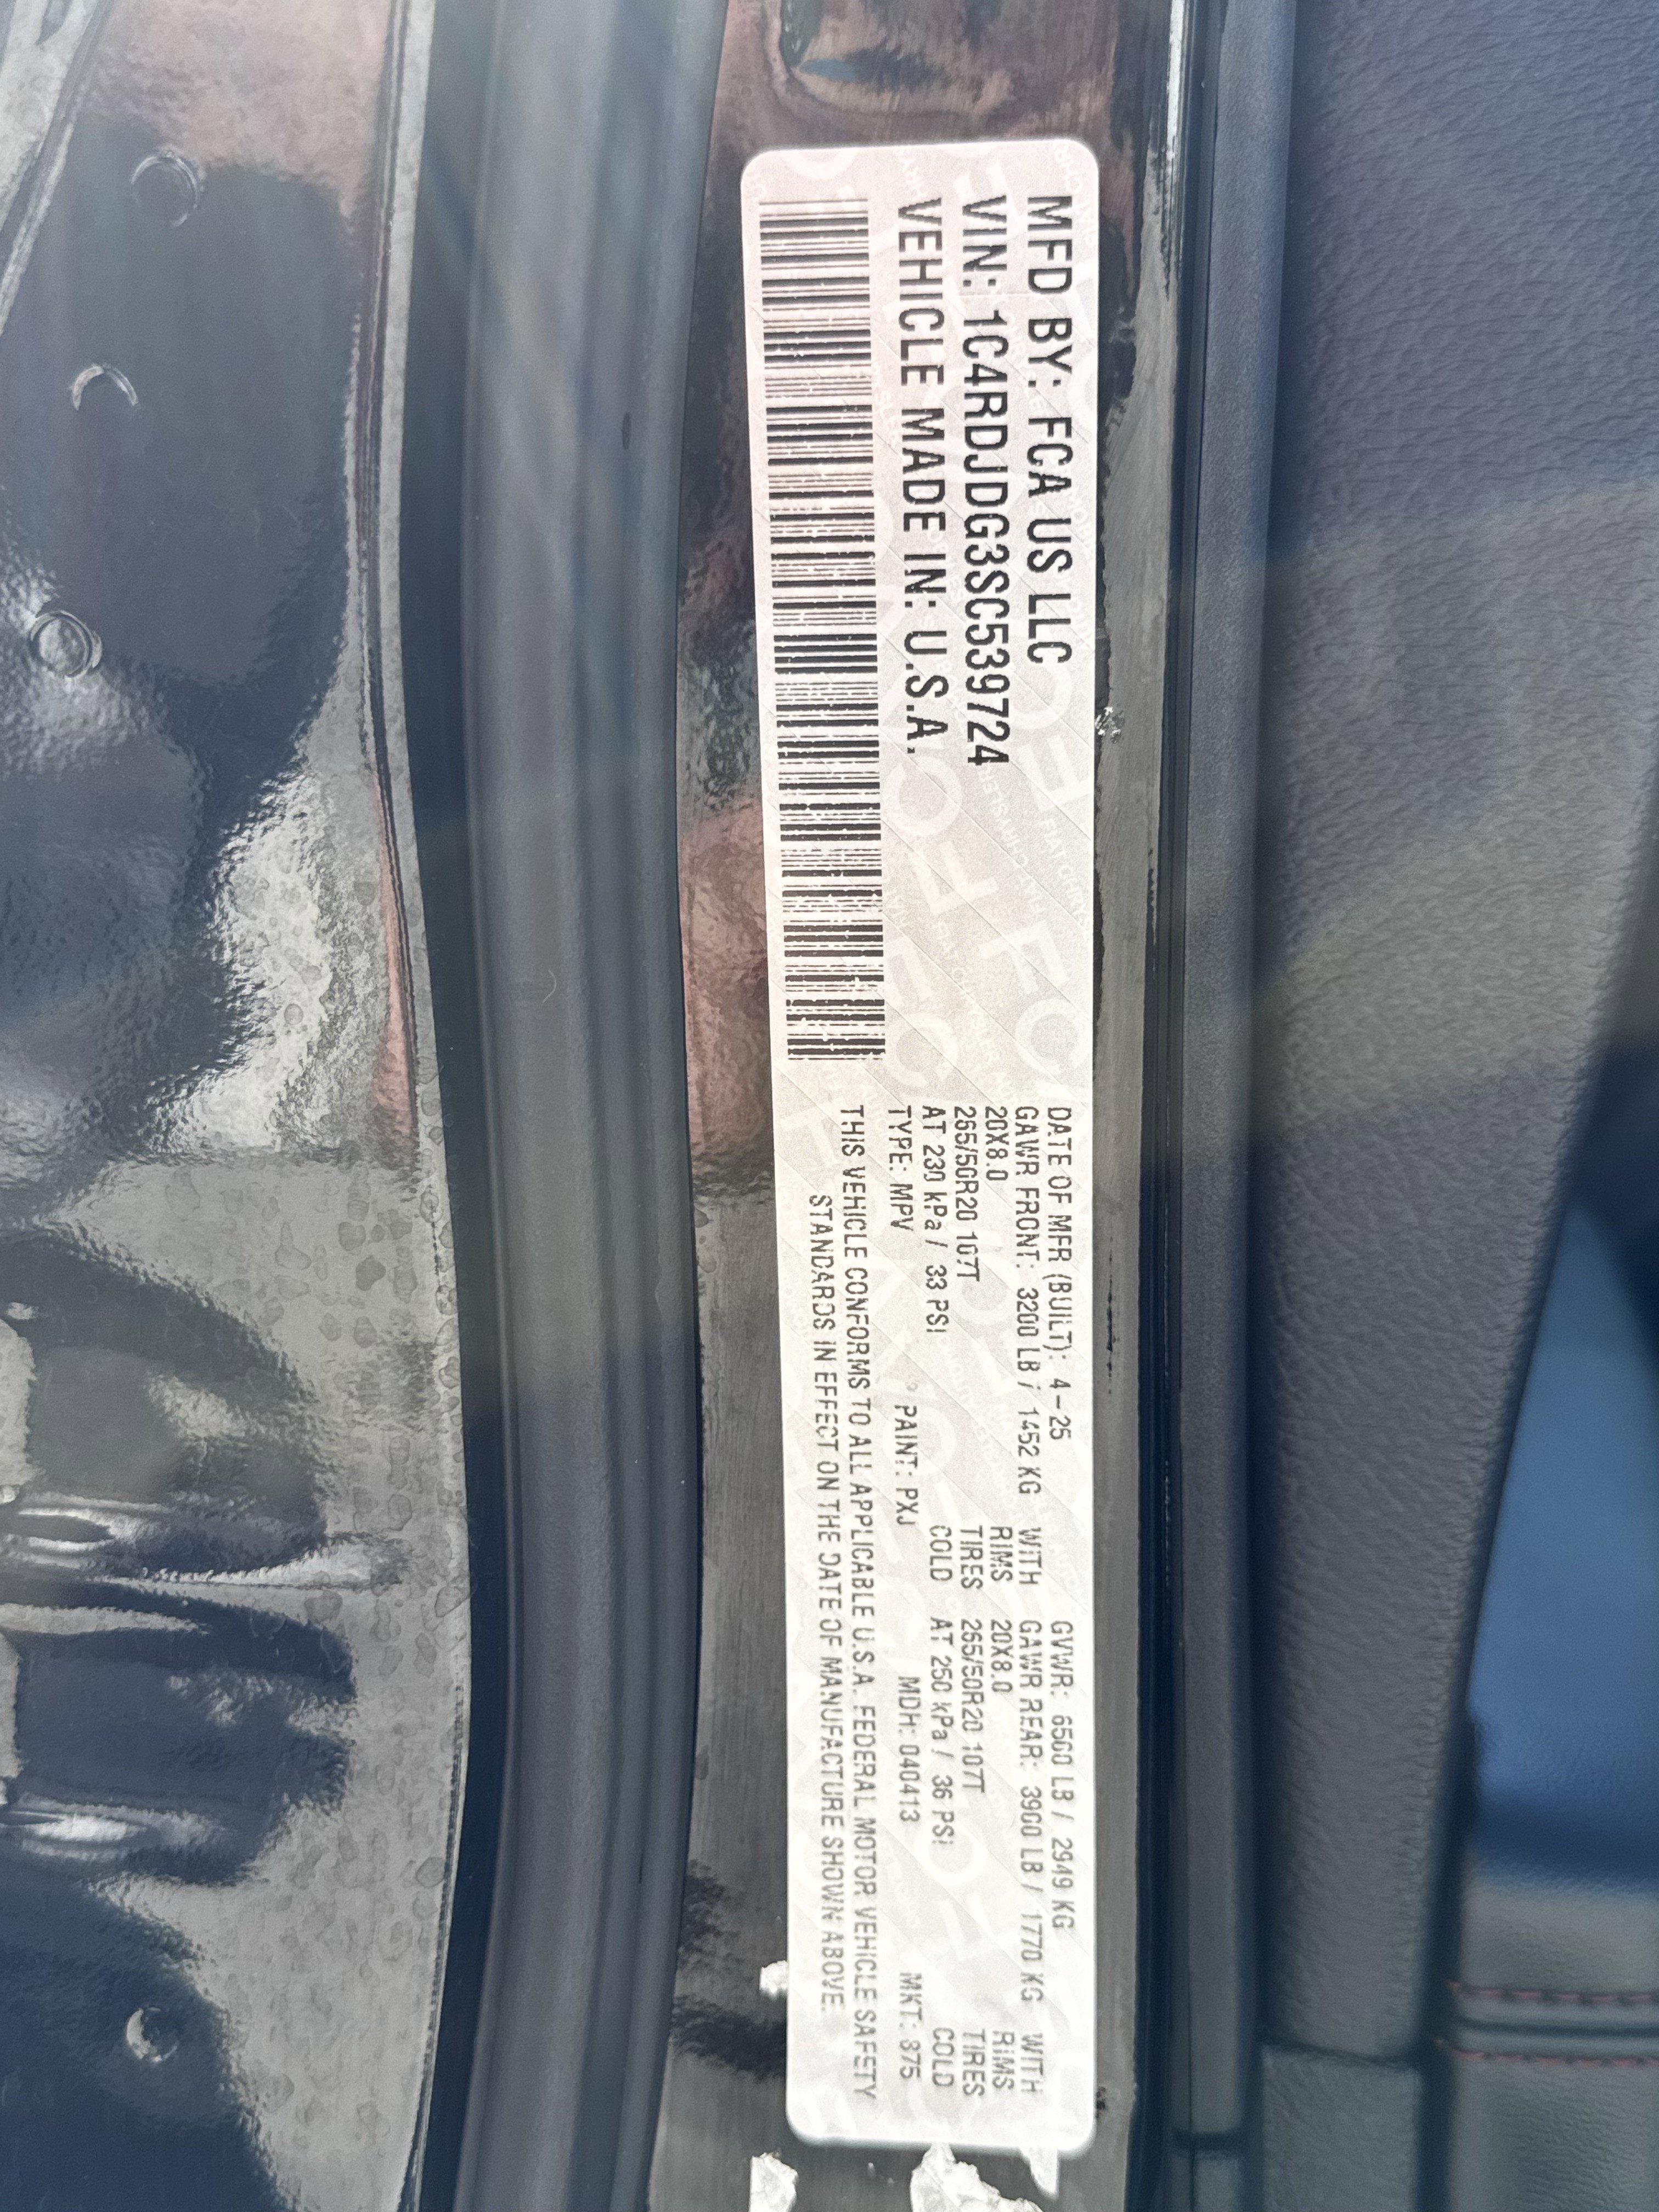 MFD BY: FCA US LLC
VIN: 1C4RDJDG3SC539724
VEHICLE MADE IN: U.S.A.
DATE OF MFR (BUILT): 4-25 GVWR: 6500 LB / 2949 KG
GAWR FRONT: 3200 LB / 1452 KG WITH GAWR REAR: 3900 LB / 1770 KG WITH
20X8.0 RIMS 20X8.0 RIMS
265/50R20 107T TIRES 265/50R20 107T TIRES
AT 230 kPa / 33 PSI COLD AT 250 kPa / 36 PSI COLD
TYPE: MPV PAINT: PXJ MDH: 040413 MKT: 875
THIS VEHICLE CONFORMS TO ALL APPLICABLE U.S.A. FEDERAL MOTOR VEHICLE SAFETY
STANDARDS IN EFFECT ON THE DATE OF MANUFACTURE SHOWN ABOVE.